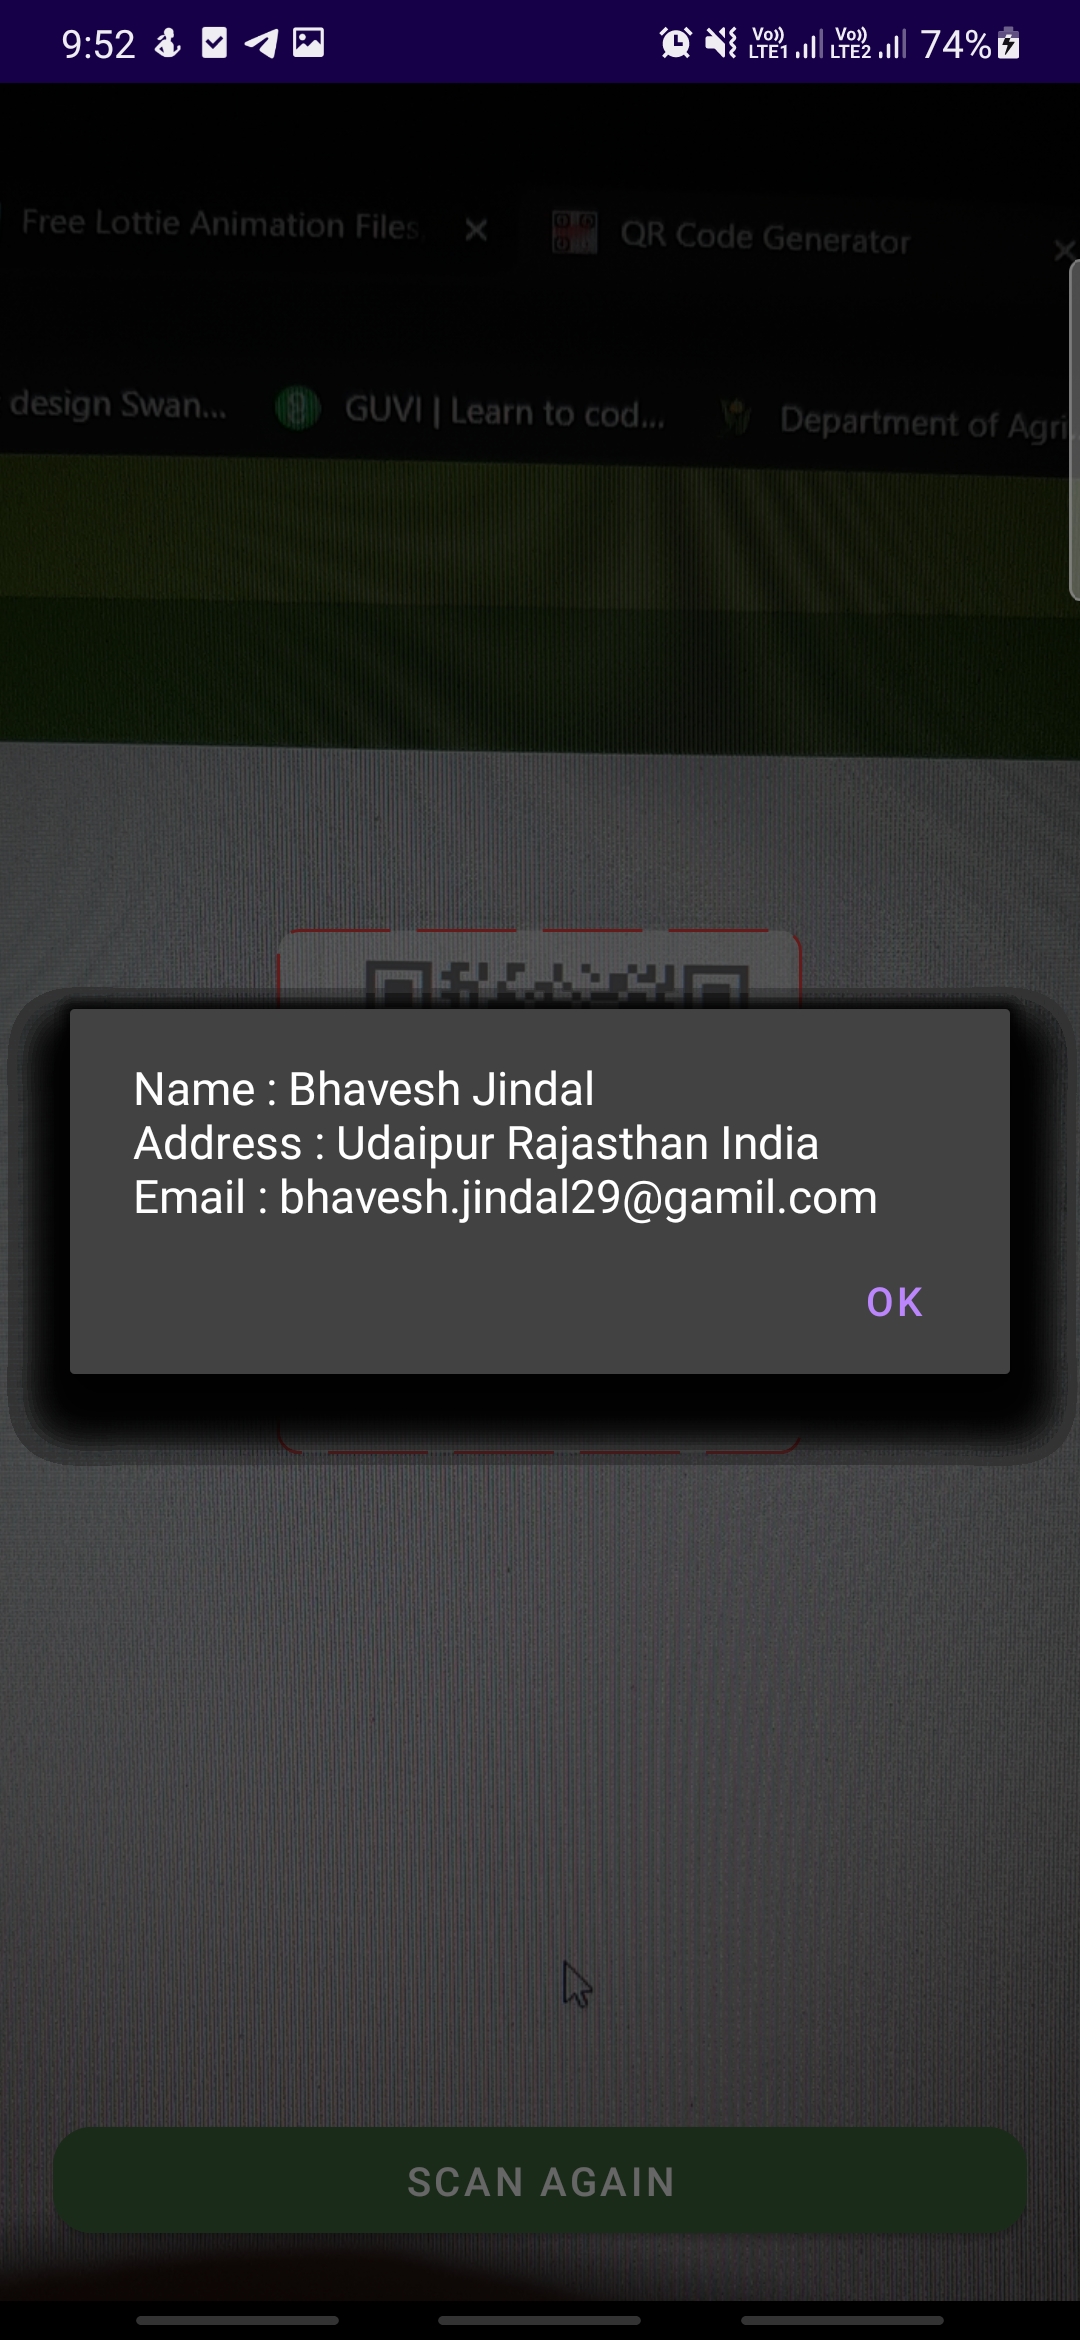 9:52
Vo)) LTE1 Vo)) LTE2 74%
Free Lottie Animation Files
QR Code Generator
design Swan...
GUVI | Learn to cod...
Department of Agri.
Name : Bhavesh Jindal
Address : Udaipur Rajasthan India
Email : bhavesh.jindal29@gamil.com
OK
SCAN AGAIN